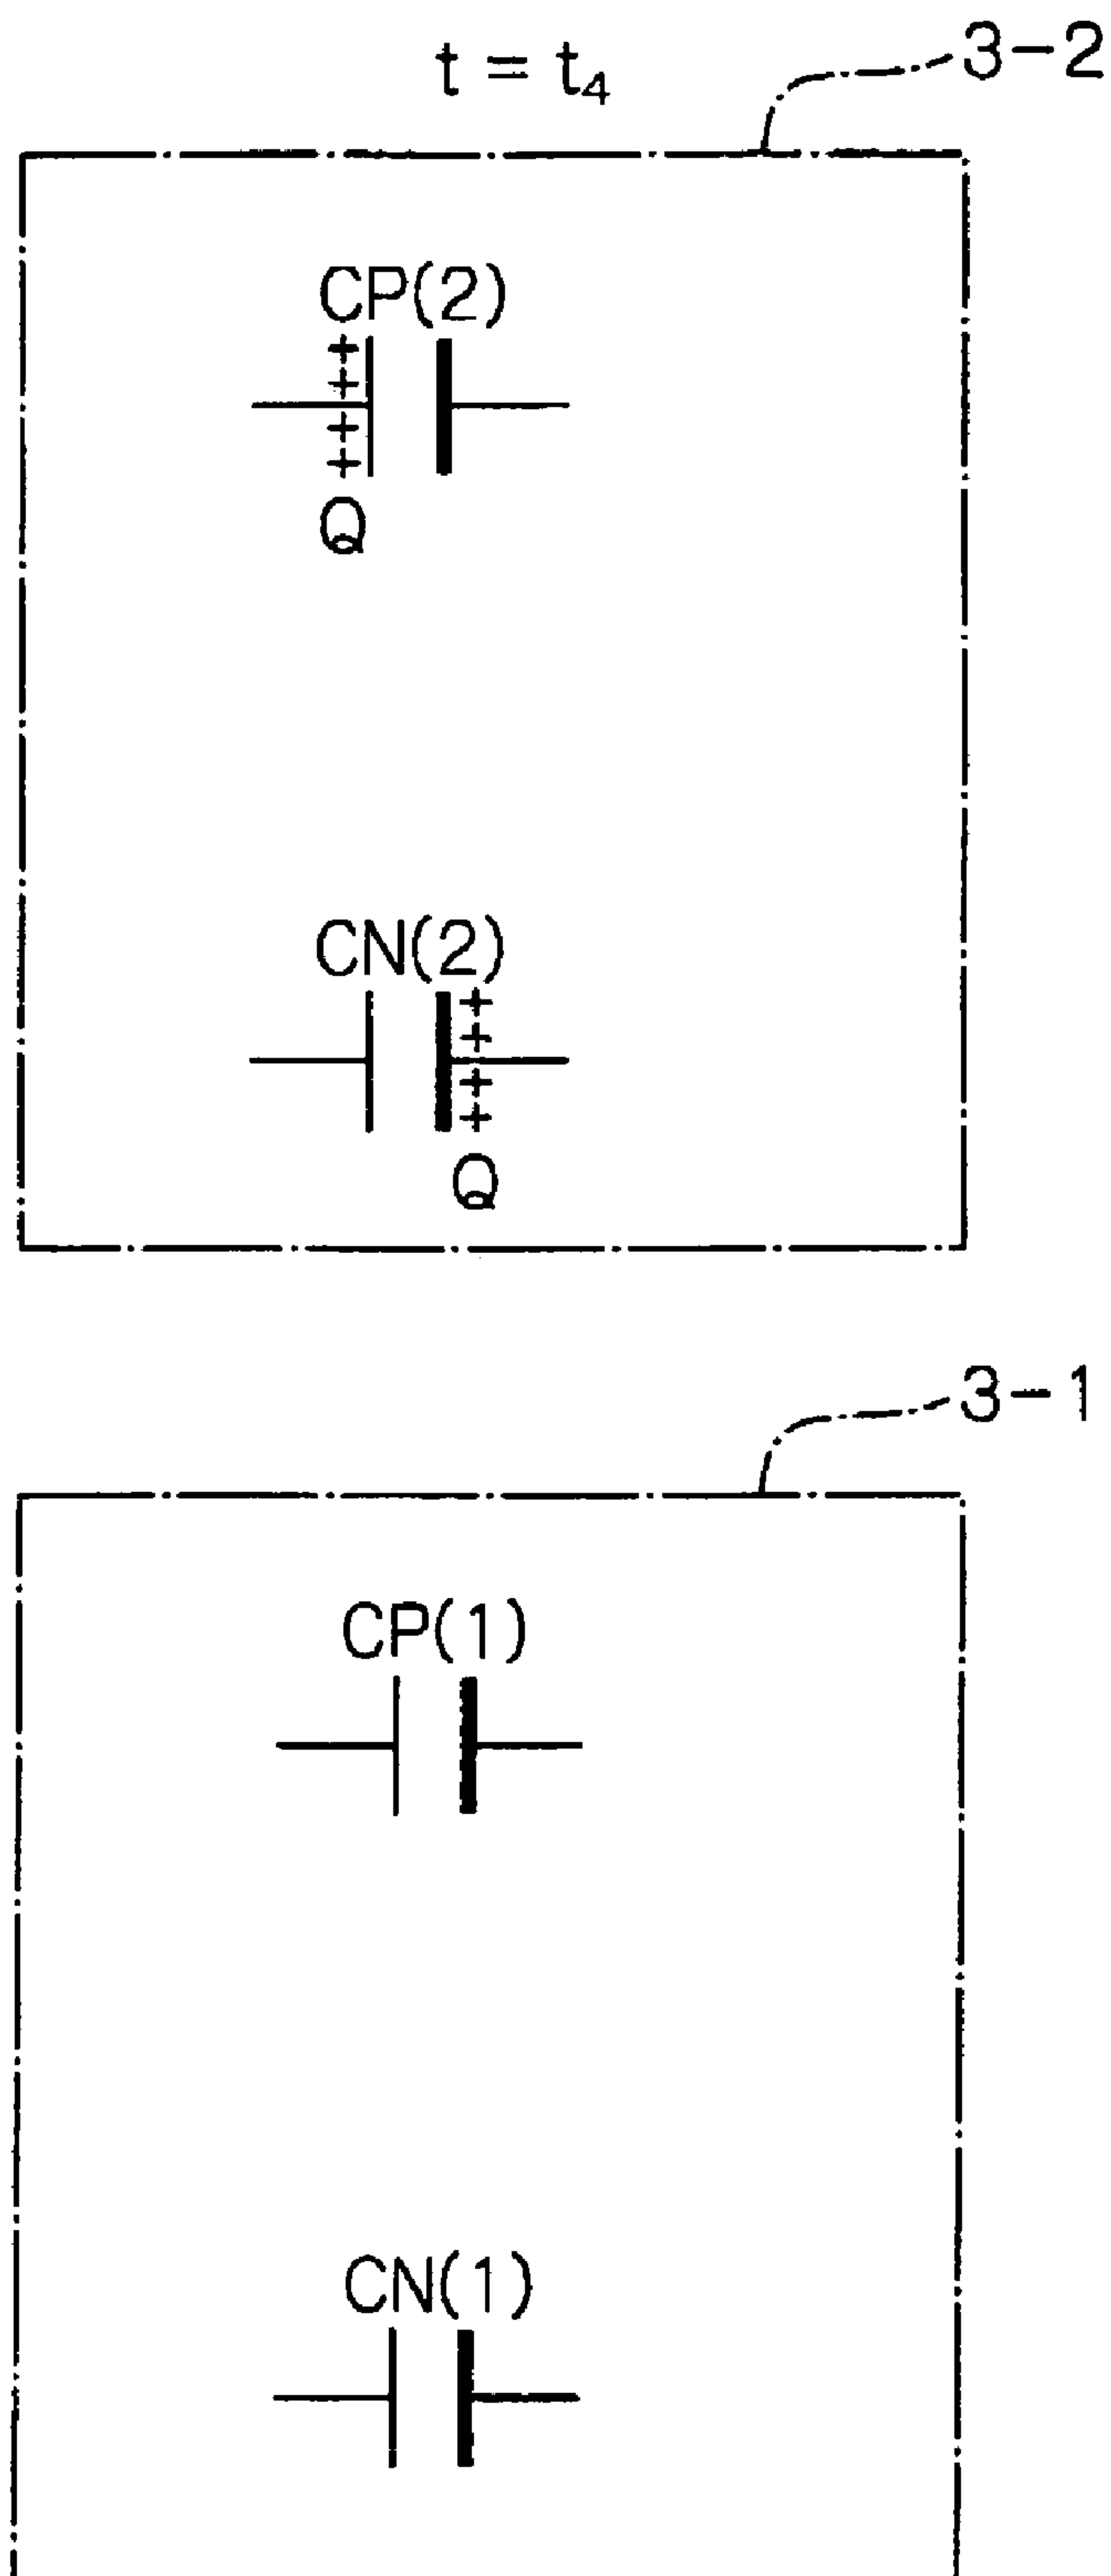 t = t₄
3-2
CP(2)
++++
Q
CN(2)
++++
Q
3-1
CP(1)
CN(1)